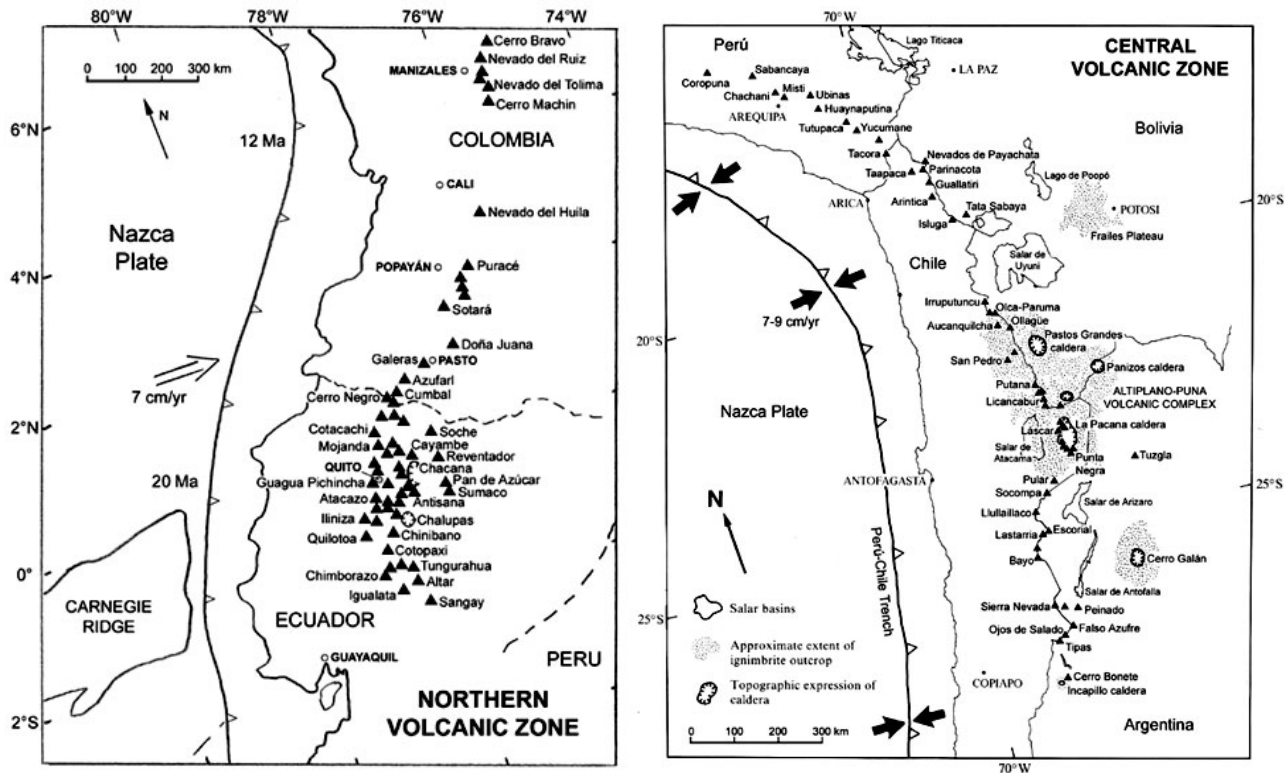 80°W
78°W
76°W
74°W
0 100 200 300 km
N
12 Ma
Nazca
Plate
7 cm/yr
20 Ma
CARNEGIE
RIDGE
6°N
4°N
2°N
0°
2°S
78°W
76°W
75°W
74°W
Cerro Bravo
Nevado del Ruiz
MANIZALES
Nevado del Tolima
Cerro Machin
COLOMBIA
CALI
Nevado del Huila
POPAYÁN
Puracé
Sotará
Doña Juana
Galeras
PASTO
Azufarl
Cerro Negro
Cumbal
Cotacachi
Soche
Mojanda
Cayambe
Reventador
QUITO
Chacana
Guagua Pichincha
Pan de Azúcar
Sumaco
Atacazo
Antisana
Iliniza
Chalupas
Quilotoa
Chinibano
Cotopaxi
Chimborazo
Tungurahua
Altar
Igualata
Sangay
ECUADOR
GUAYAQUIL
PERU
NORTHERN
VOLCANIC ZONE
70°W
Perú
Lago Titicaca
CENTRAL
VOLCANIC ZONE
LA PAZ
Coropuna
Sabancaya
Chachani
Misti
Ubinas
AREQUIPA
Huaynaputina
Tutupaca
Yucumane
Bolivia
Tacora
Nevados de Payachata
Taapaca
Parinacota
Guallatiri
Lago de Poopó
ARICA
Arintica
Tata Sabaya
POTOSI
20°S
Isluga
Frailes Plateau
Chile
Salar de
Uyuni
7-9 cm/yr
Irruputuncu
Olca-Paruma
Aucanquilcha
Ollagüe
20°S
Pastos Grandes
caldera
San Pedro
Panizos caldera
Nazca Plate
Putana
ALTIPLANO-PUNA
VOLCANIC COMPLEX
Licancabur
Láscar
La Pacana caldera
Salar de
Atacama
Punta
Negra
Tuzgla
ANTOFAGASTA
Pular
25°S
Socompa
Salar de Arizaro
N
Llullaillaco
Lastarria
Escorial
Bayo
Cerro Galán
Perú-Chile Trench
Salar de Antofalla
Salar basins
Sierra Nevada
Peinado
25°S
Approximate extent of
ignimbrite outcrop
Ojos de Salado
Falso Azufre
Tipas
Topographic expression of
caldera
COPIAPO
Cerro Bonete
Incapillo caldera
0 100 200 300 km
Argentina
70°W